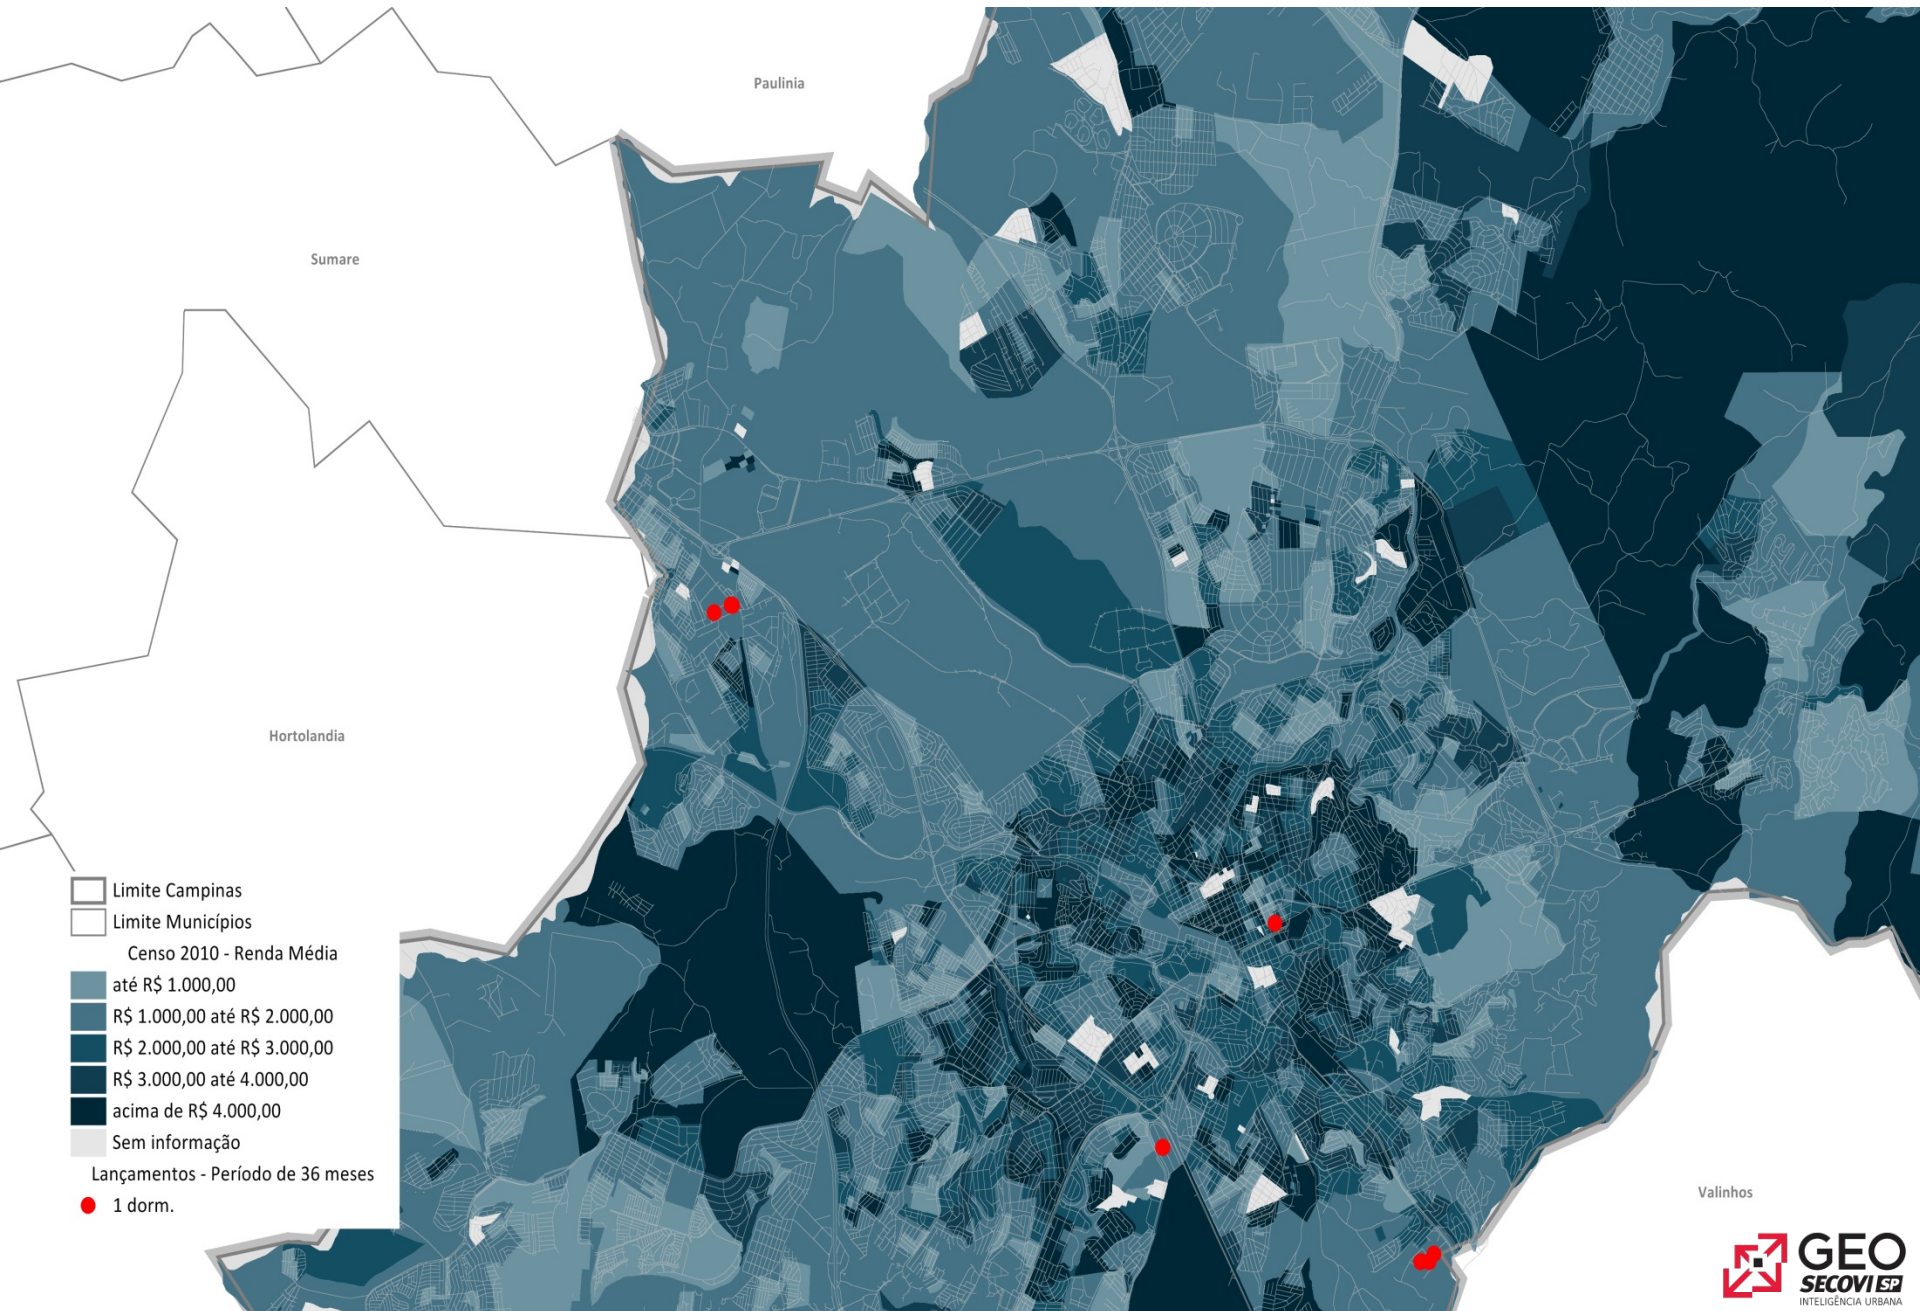 Paulinia
Sumare
Hortolandia
Limite Campinas
Limite Municípios
Censo 2010 - Renda Média
até R$ 1.000,00
R$ 1.000,00 até R$ 2.000,00
R$ 2.000,00 até R$ 3.000,00
R$ 3.000,00 até 4.000,00
acima de R$ 4.000,00
Sem informação
Lançamentos - Período de 36 meses
1 dorm.
Valinhos
GEO
SECOVI SP
INTELIGÊNCIA URBANA